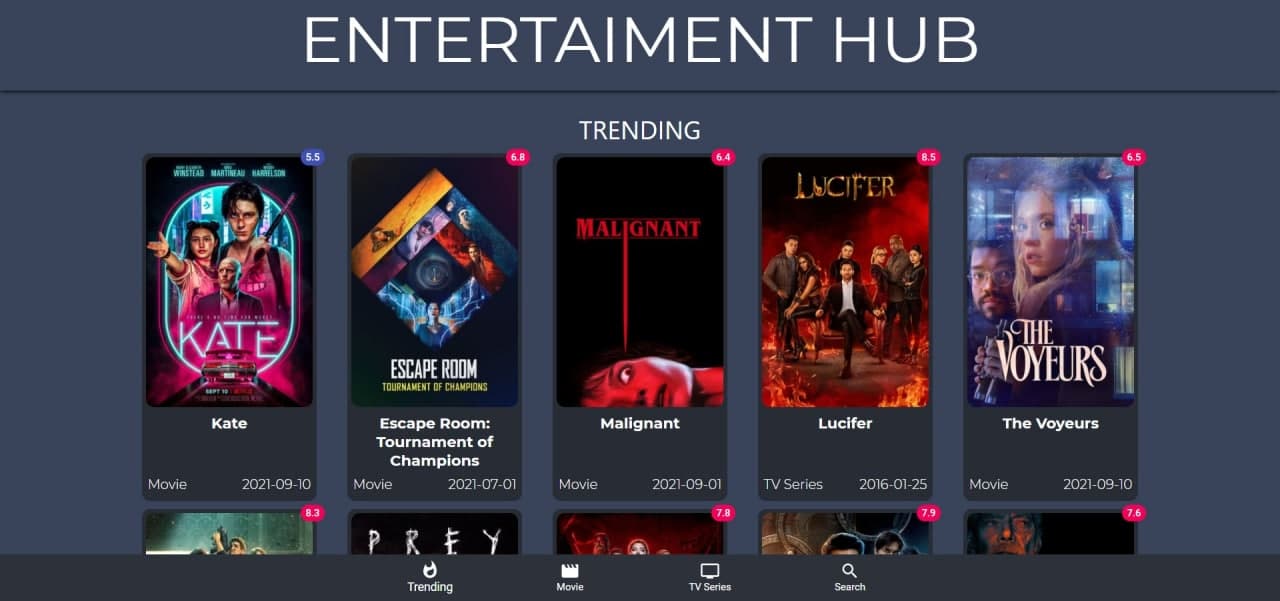 ENTERTAIMENT HUB
TRENDING
5.5
6.8
6.4
8.5
6.5
WINSTEAD MARTINEAU HARRELSON
KATE
SEPT 10
ESCAPE ROOM
TOURNAMENT OF CHAMPIONS
MALIGNANT
LUCIFER
THE
VOYEURS
Kate
Escape Room:
Tournament of
Champions
Malignant
Lucifer
The Voyeurs
Movie 2021-09-10
Movie 2021-07-01
Movie 2021-09-01
TV Series 2016-01-25
Movie 2021-09-10
8.3
7.8
7.9
7.6
PREY
Trending
Movie
TV Series
Search